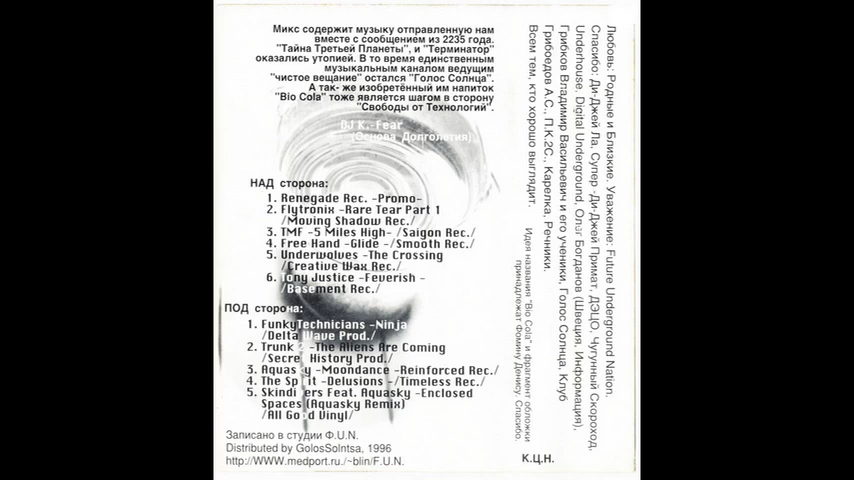 Микс содержит музыку отправленную нам
вместе с сообщением из 2235 года.
"Тайна Третьей Планеты", и "Терминатор"
оказались утопией. В то время единственным
музыкальным каналом ведущим
"чистое вещание" остался "Голос Солнца".
А так- же изобретённый им напиток
"Bio Cola" тоже является шагом в сторону
"Свободы от Технологий".
DJ K.-Fear
(Основа Долголетия)
НАД сторона:
1. Renegade Rec. -Promo-
2. Flytronix -Rare Tear Part 1
/Moving Shadow Rec./
3. TMF -5 Miles High- /Saigon Rec./
4. Free Hand -Glide -/Smooth Rec./
5. Underwolves -The Crossing
/Creative Wax Rec./
6. Tony Justice -Feverish -
/Basement Rec./
ПОД сторона:
1. FunkyTechnicians -Ninja
/Delta Wave Prod./
2. Trunk -The Aliens Are Coming
/Secret History Prod./
3. Aquasky -Moondance -Reinforced Rec./
4. The Spirit -Delusions -/Timeless Rec./
5. Skindivers Feat. Aquasky -Enclosed
Spaces (Aquasky Remix)
/All Good Vinyl/
Записано в студии Ф.U.N.
Distributed by GolosSolntsa, 1996
http://WWW.medport.ru./~blin/F.U.N.
Любовь: Родные и Близкие. Уважение: Future Underground Nation.
Спасибо: Ди-Джей Ла, Супер -Ди-Джей Примат, ДЭЦО, Чугунный Скороход,
Underhouse, Digital Underground, Ольг Богданов (Швеция, Информация),
Грибков Владимир Васильевич и его ученики, Голос Солнца, Клуб
Грибоедов А.С., П.К.2С., Карелка, Речники.
Всем тем, кто хорошо выглядит.
Идея названия "Bio Cola" и фрагмент обложки
принадлежат Фомину Денису. Спасибо.
К.Ц.Н.